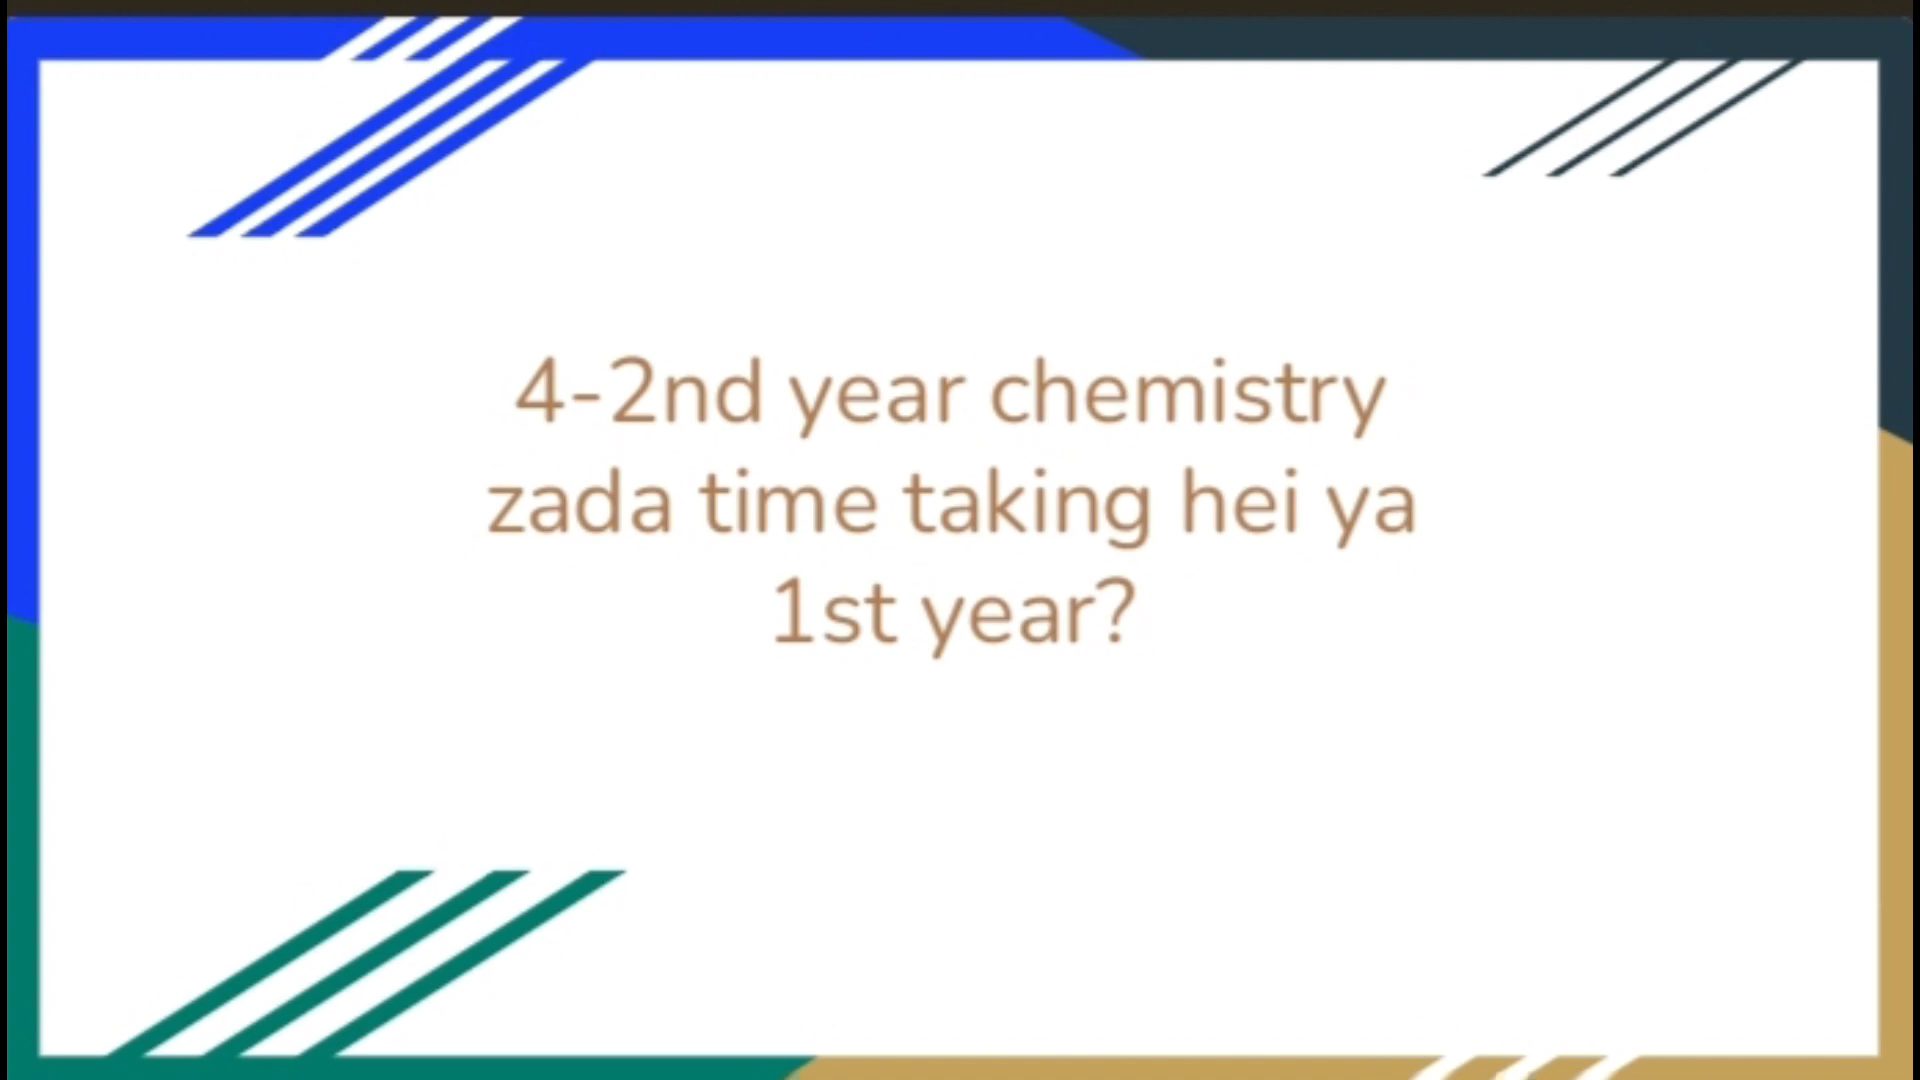 4-2nd year chemistry
zada time taking hei ya
1st year?